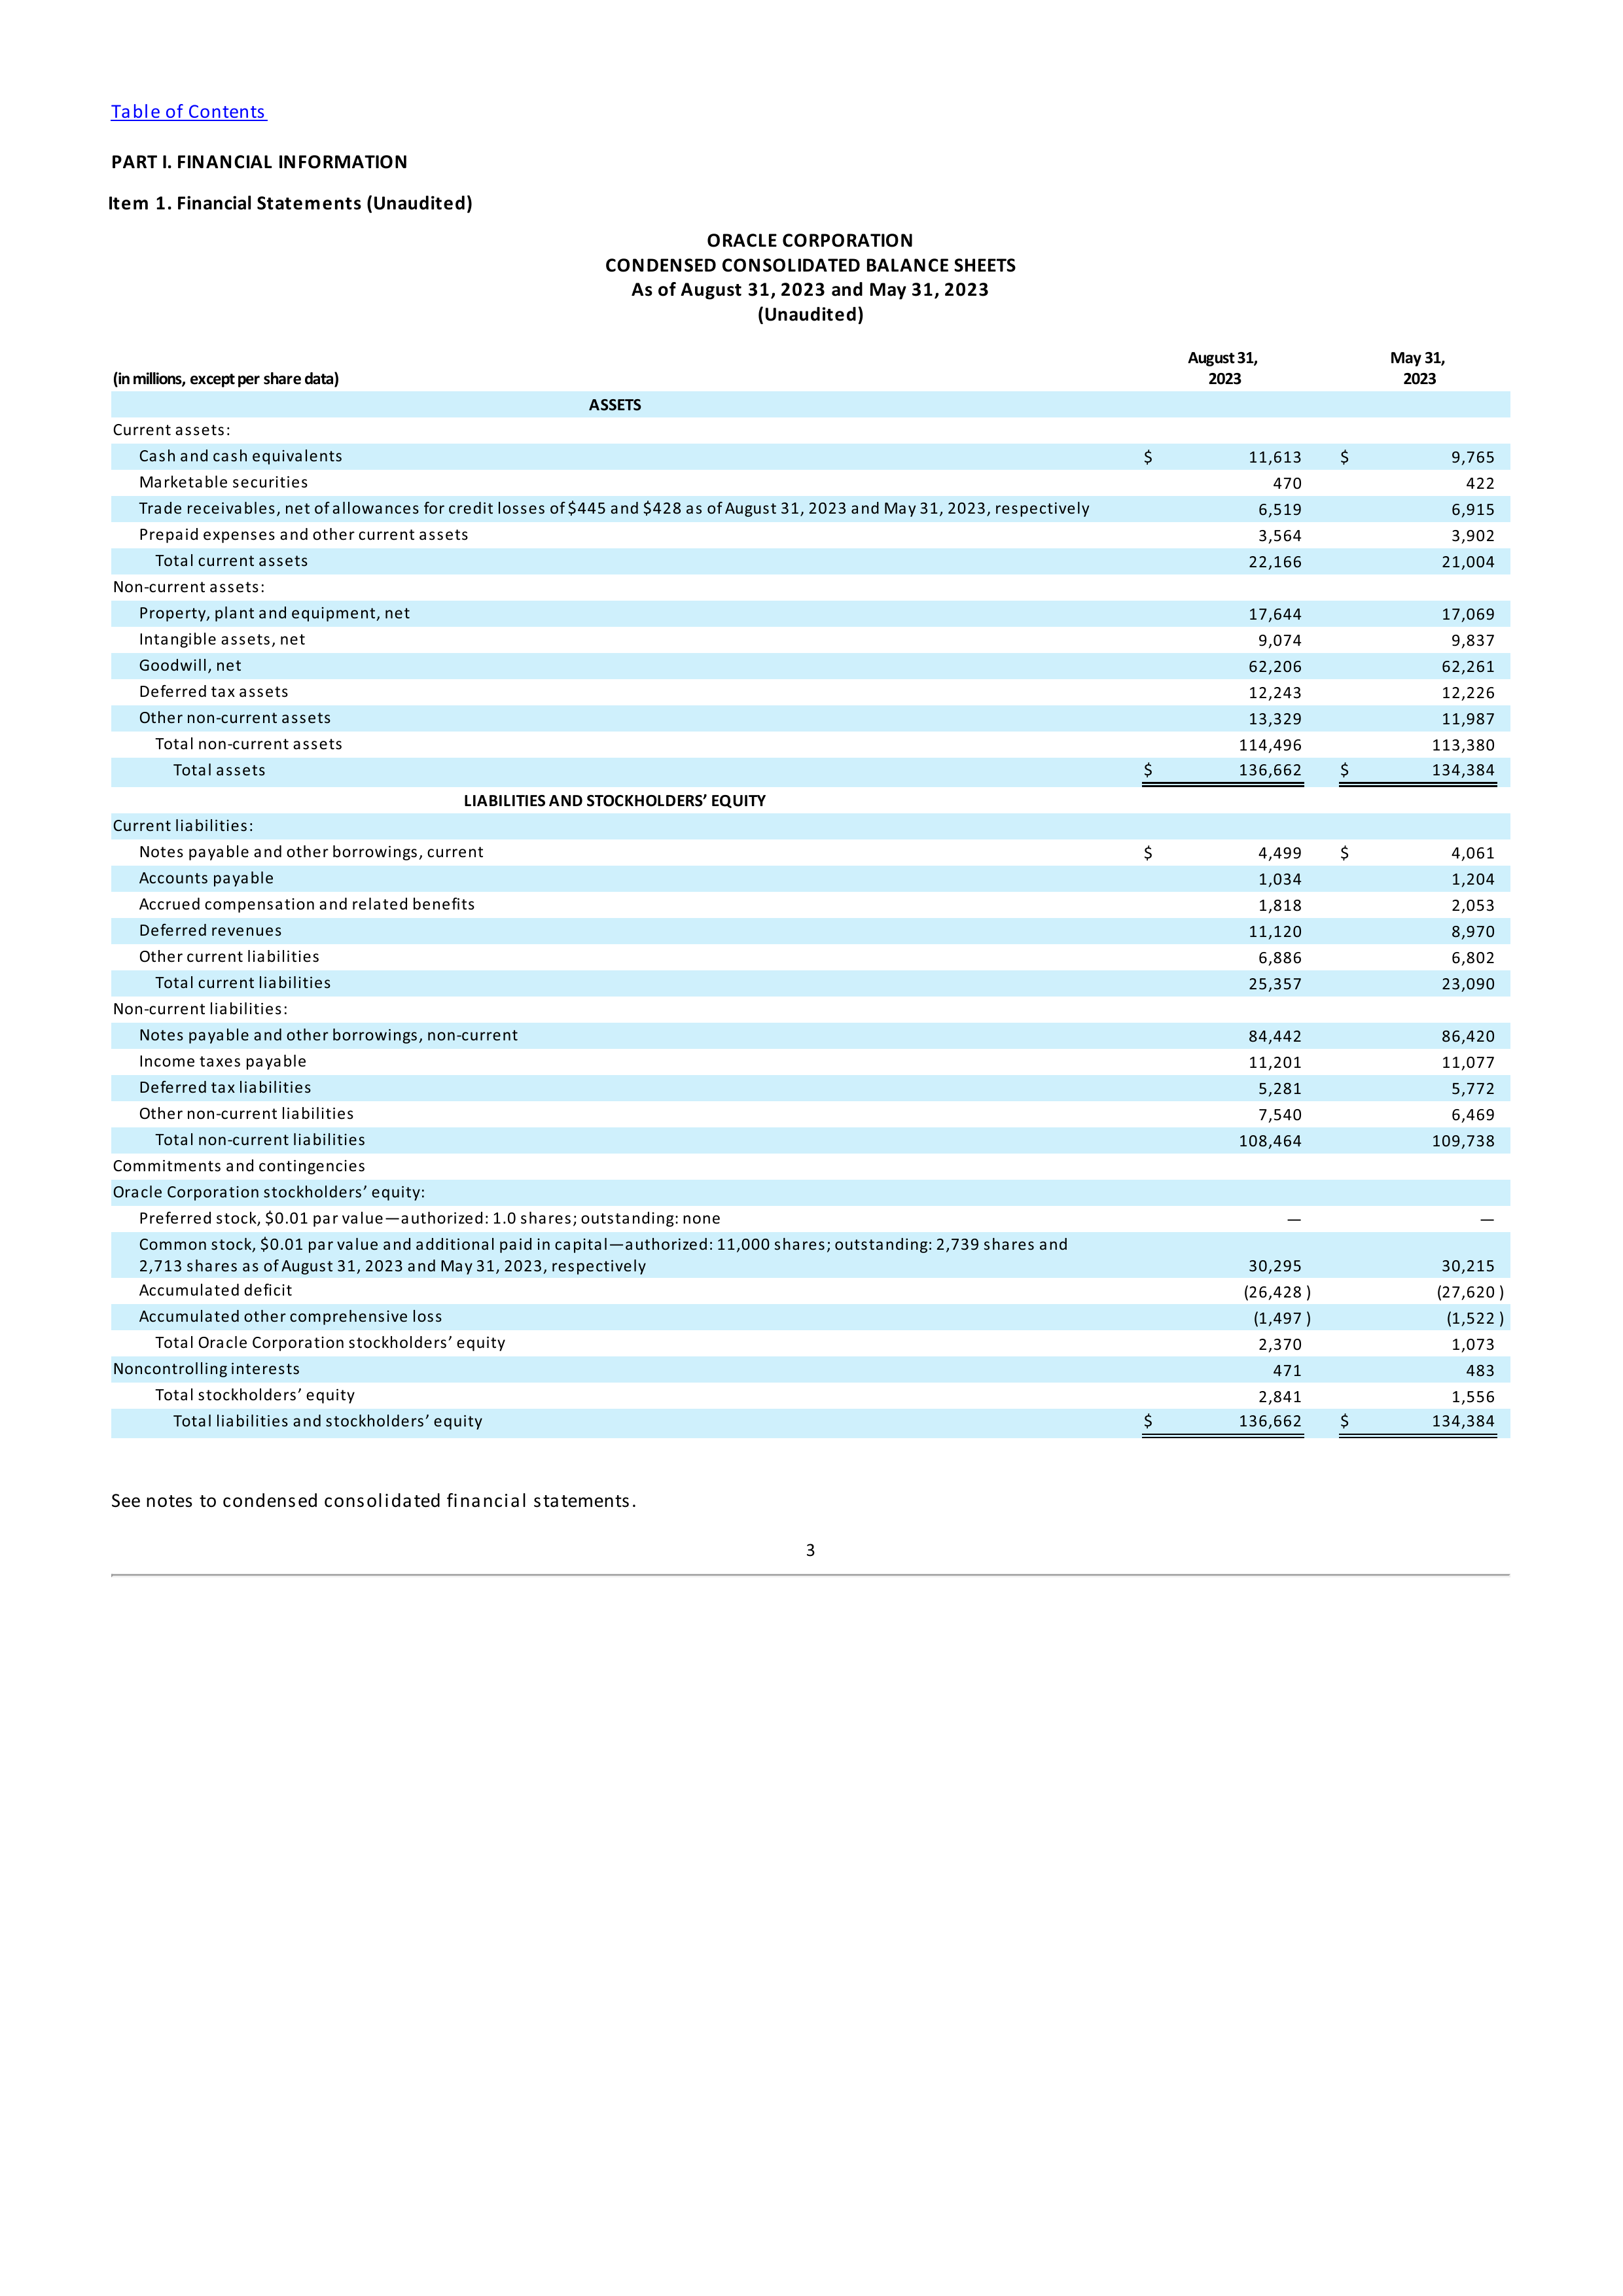 Table of Contents
PART I. FINANCIAL INFORMATION
Item 1. Financial Statements (Unaudited)
ORACLE CORPORATION
CONDENSED CONSOLIDATED BALANCE SHEETS
As of August 31, 2023 and May 31, 2023
(Unaudited)
(in millions, except per share data) August 31, 2023 May 31, 2023
ASSETS
Current assets:
Cash and cash equivalents $ 11,613 $ 9,765
Marketable securities 470 422
Trade receivables, net of allowances for credit losses of $445 and $428 as of August 31, 2023 and May 31, 2023, respectively 6,519 6,915
Prepaid expenses and other current assets 3,564 3,902
Total current assets 22,166 21,004
Non-current assets:
Property, plant and equipment, net 17,644 17,069
Intangible assets, net 9,074 9,837
Goodwill, net 62,206 62,261
Deferred tax assets 12,243 12,226
Other non-current assets 13,329 11,987
Total non-current assets 114,496 113,380
Total assets $ 136,662 $ 134,384
LIABILITIES AND STOCKHOLDERS’ EQUITY
Current liabilities:
Notes payable and other borrowings, current $ 4,499 $ 4,061
Accounts payable 1,034 1,204
Accrued compensation and related benefits 1,818 2,053
Deferred revenues 11,120 8,970
Other current liabilities 6,886 6,802
Total current liabilities 25,357 23,090
Non-current liabilities:
Notes payable and other borrowings, non-current 84,442 86,420
Income taxes payable 11,201 11,077
Deferred tax liabilities 5,281 5,772
Other non-current liabilities 7,540 6,469
Total non-current liabilities 108,464 109,738
Commitments and contingencies
Oracle Corporation stockholders’ equity:
Preferred stock, $0.01 par value—authorized: 1.0 shares; outstanding: none — —
Common stock, $0.01 par value and additional paid in capital—authorized: 11,000 shares; outstanding: 2,739 shares and
2,713 shares as of August 31, 2023 and May 31, 2023, respectively 30,295 30,215
Accumulated deficit (26,428 ) (27,620 )
Accumulated other comprehensive loss (1,497 ) (1,522 )
Total Oracle Corporation stockholders’ equity 2,370 1,073
Noncontrolling interests 471 483
Total stockholders’ equity 2,841 1,556
Total liabilities and stockholders’ equity $ 136,662 $ 134,384
See notes to condensed consolidated financial statements.
3